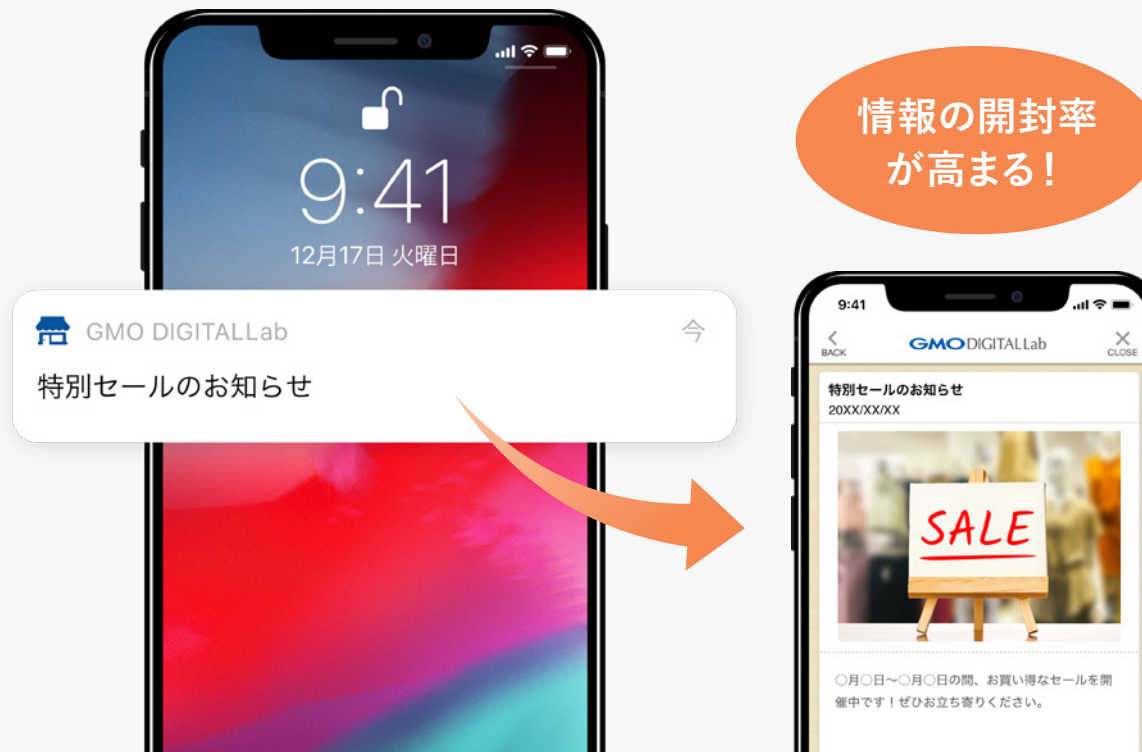 9:41
12月17日 火曜日
GMO DIGITALLab
今
特別セールのお知らせ
情報の開封率
が高まる!
9:41
BACK
GMO DIGITALLab
CLOSE
特別セールのお知らせ
20XX/XX/XX
SALE
○月○日~○月○日の間、お買い得なセールを開
催中です!ぜひお立ち寄りください。